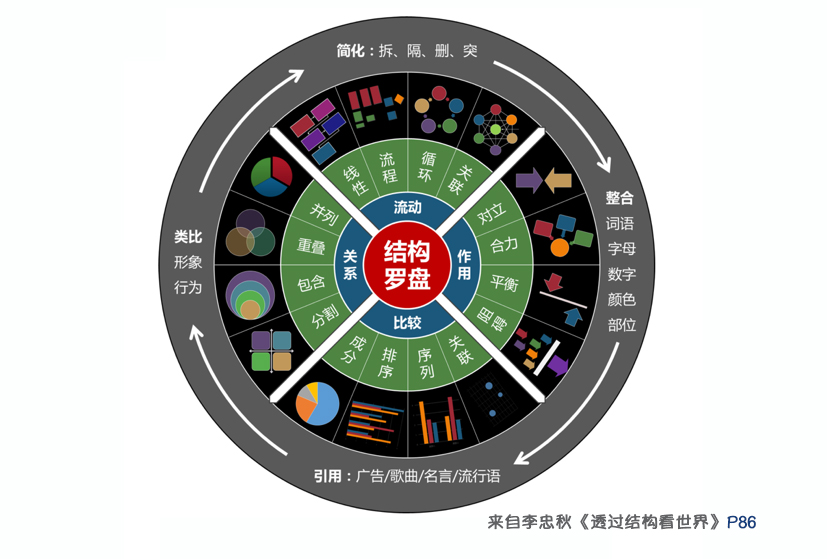 简化：拆、隔、删、突
线性
流程
循环
关联
流动
并列
重叠
包含
分割
关系
结构
罗盘
作用
对立
合力
平衡
阻碍
比较
成分
排序
序列
关联
类比
形象
行为
整合
词语
字母
数字
颜色
部位
引用：广告/歌曲/名言/流行语
来自李忠秋《透过结构看世界》P86